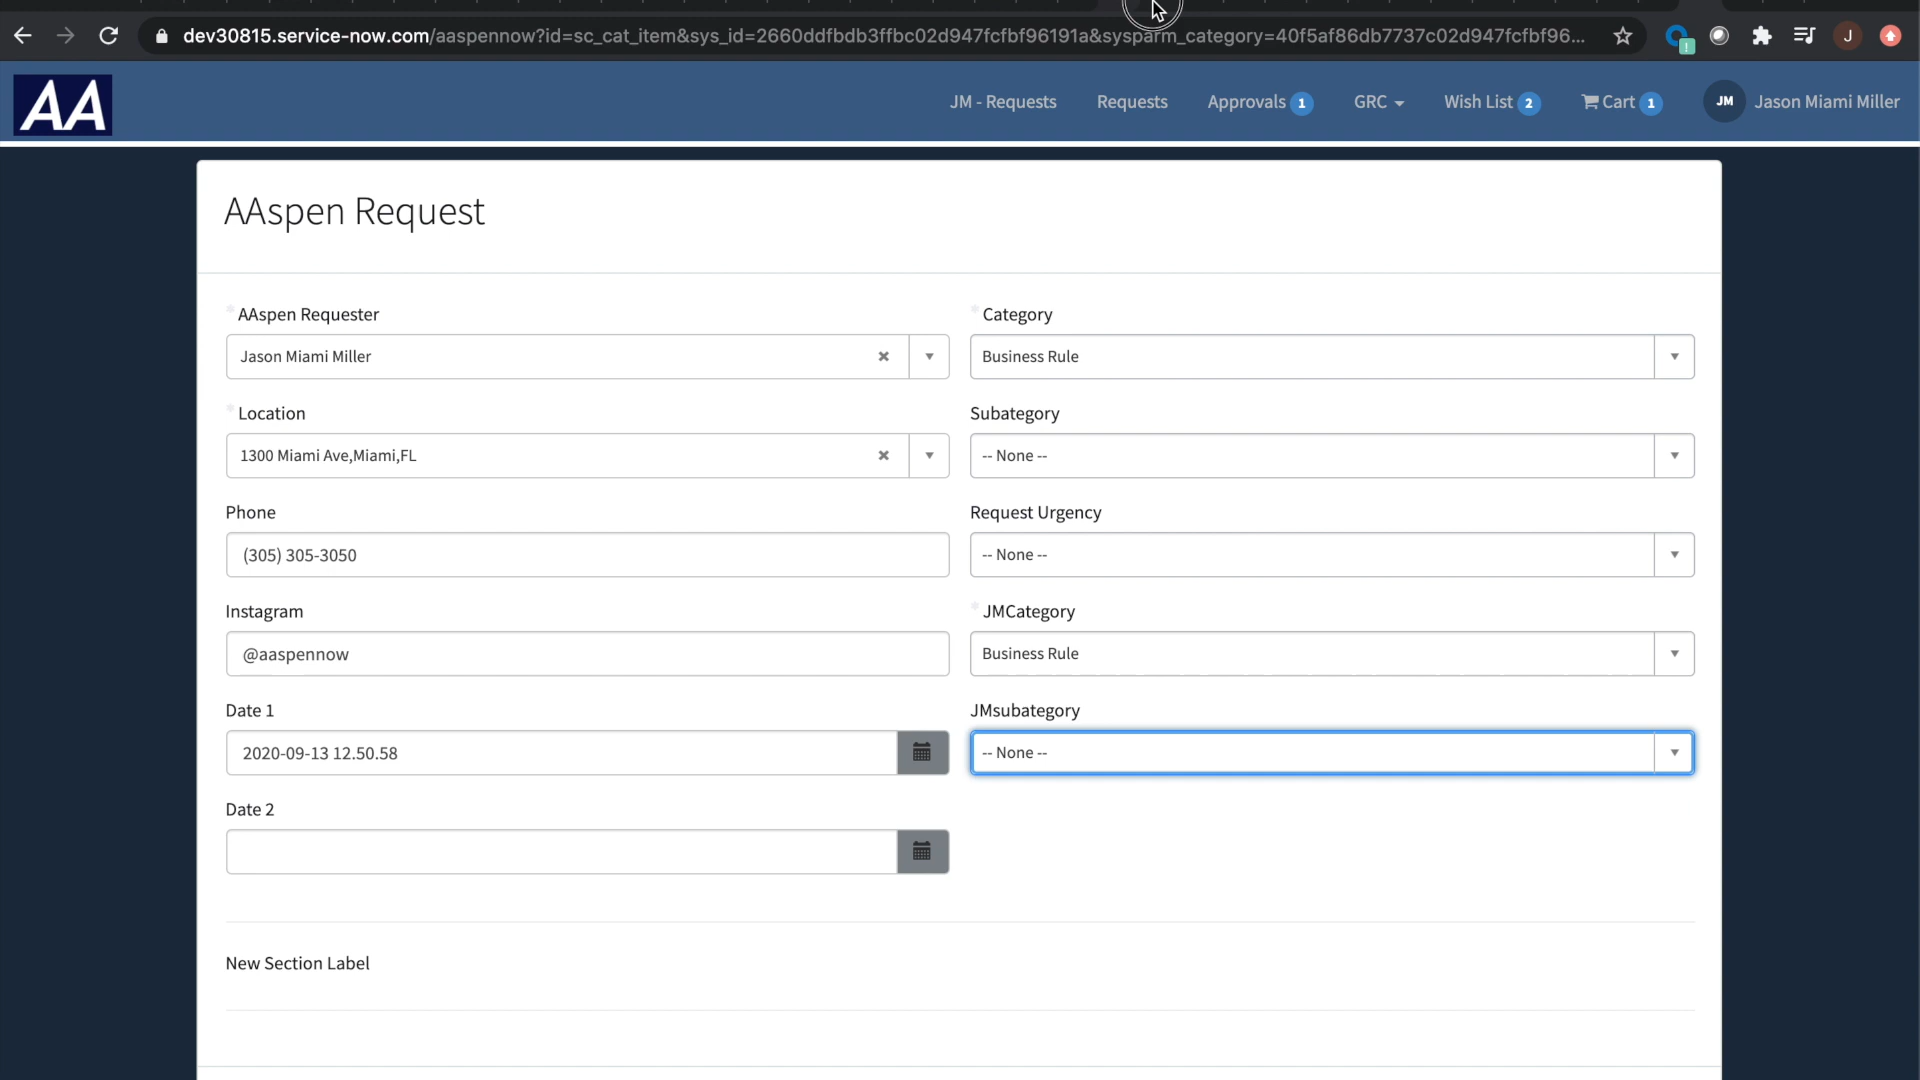 dev30815.service-now.com/aaspennow?id=sc_cat_item&sys_id=2660ddfbdb3ffbc02d947fcfbf96191a&sysparm_category=40f5af86db7737c02d947fcfbf96...
J
AA
JM - Requests
Requests
Approvals 1
GRC
Wish List 2
Cart 1
JM
Jason Miami Miller
AAspen Request
* AAspen Requester
Jason Miami Miller
* Category
Business Rule
* Location
1300 Miami Ave,Miami,FL
Subategory
-- None --
Phone
(305) 305-3050
Request Urgency
-- None --
Instagram
@aaspennow
* JMCategory
Business Rule
Date 1
2020-09-13 12.50.58
JMsubategory
-- None --
Date 2
New Section Label